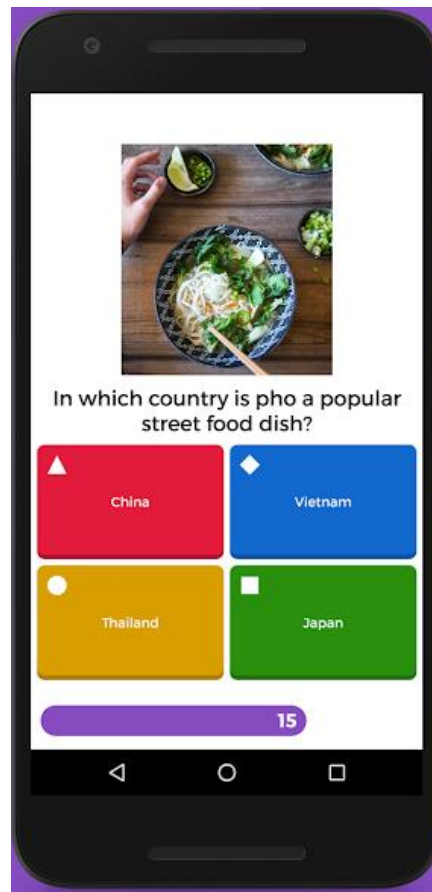 In which country is pho a popular
street food dish?
China
Vietnam
Thailand
Japan
15